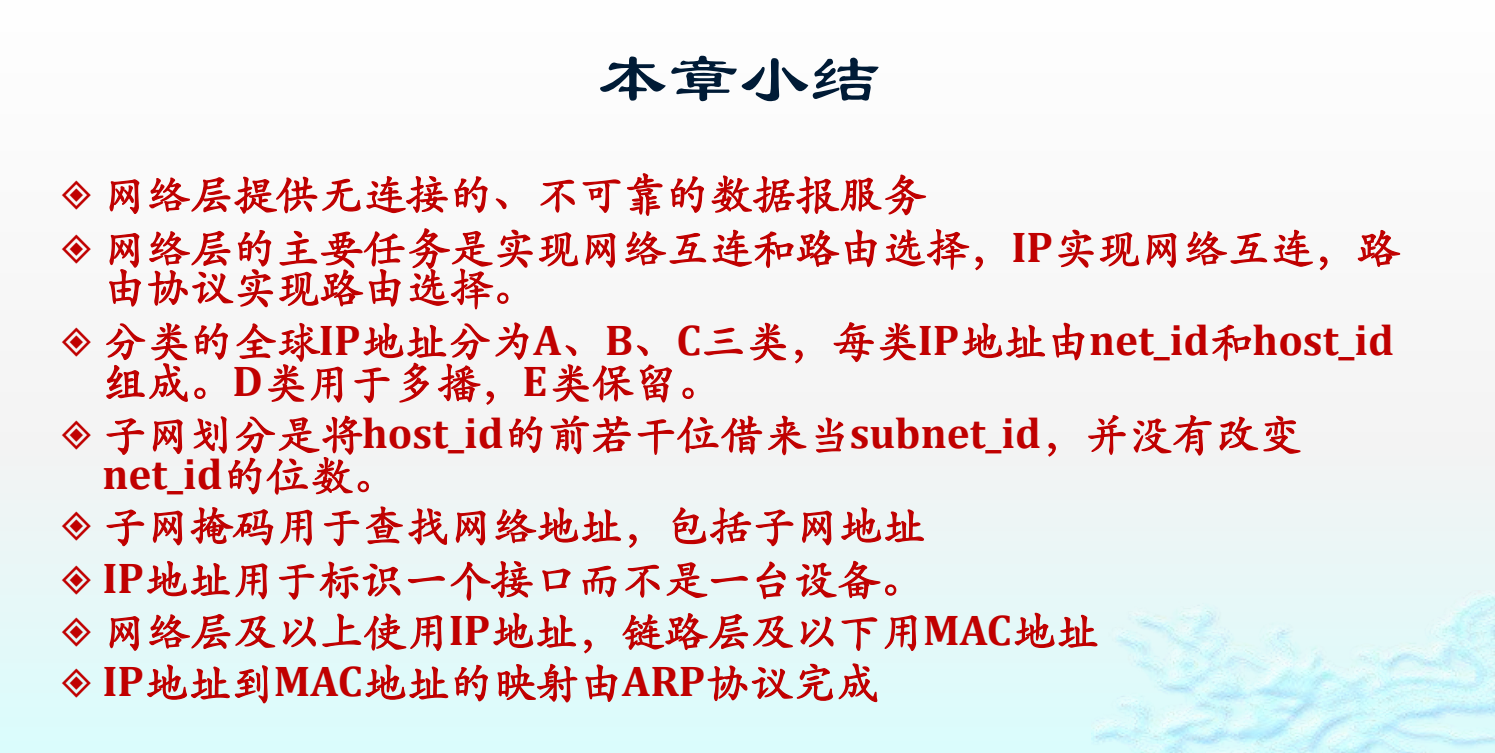 本章小结
网络层提供无连接的、不可靠的数据报服务
网络层的主要任务是实现网络互连和路由选择，IP实现网络互连，路
由协议实现路由选择。
分类的全球IP地址分为A、B、C三类，每类IP地址由net_id和host_id
组成。D类用于多播，E类保留。
子网划分是将host_id的前若干位借来当subnet_id，并没有改变
net_id的位数。
子网掩码用于查找网络地址，包括子网地址
IP地址用于标识一个接口而不是一台设备。
网络层及以上使用IP地址，链路层及以下用MAC地址
IP地址到MAC地址的映射由ARP协议完成